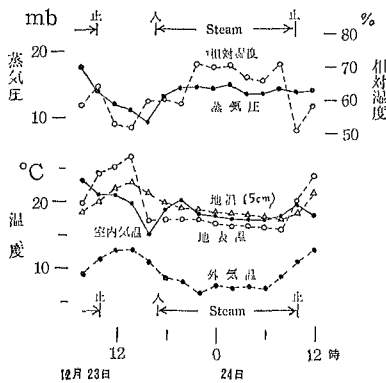 mb 止 入 Steam 止 %
20 10
蒸気圧
80 70 60 50
相対湿度
相対湿度
蒸気圧
°C
20 10
温度
地温(5cm)
室内気温 地表温
外気温
止 入 Steam 止
12 0 12 時
12月23日 24日